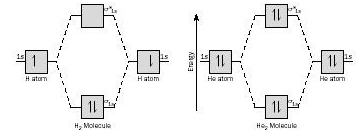 σ*1s
1s
1s
H atom
H atom
σ1s
H2 Molecule
Energy
σ*1s
1s
1s
He atom
He atom
σ1s
He2 Molecule